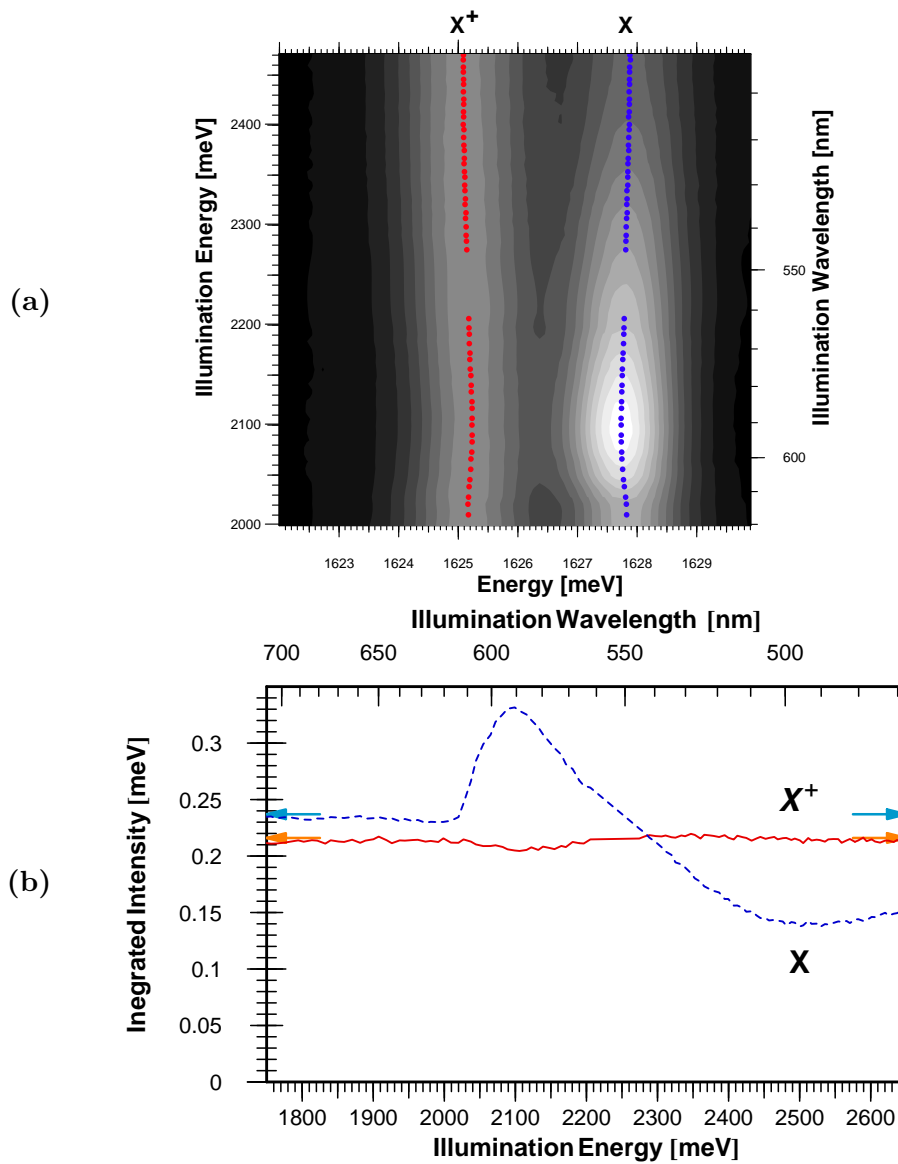 X+ X
(a)
Illumination Energy [meV]
2400
2300
2200
2100
2000
Illumination Wavelength [nm]
550
600
1623 1624 1625 1626 1627 1628 1629
Energy [meV]
Illumination Wavelength [nm]
700 650 600 550 500
(b)
Inegrated Intensity [meV]
0.3
0.25
0.2
0.15
0.1
0.05
0
X+
X
1800 1900 2000 2100 2200 2300 2400 2500 2600
Illumination Energy [meV]